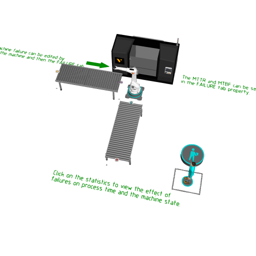 machine failure can be edited by
the machine and then the FAILURE tab
The MTTR and MTBF can be se
in the FAILURE tab property
Click on the statistics to view the effect of
failures on process time and the machine state